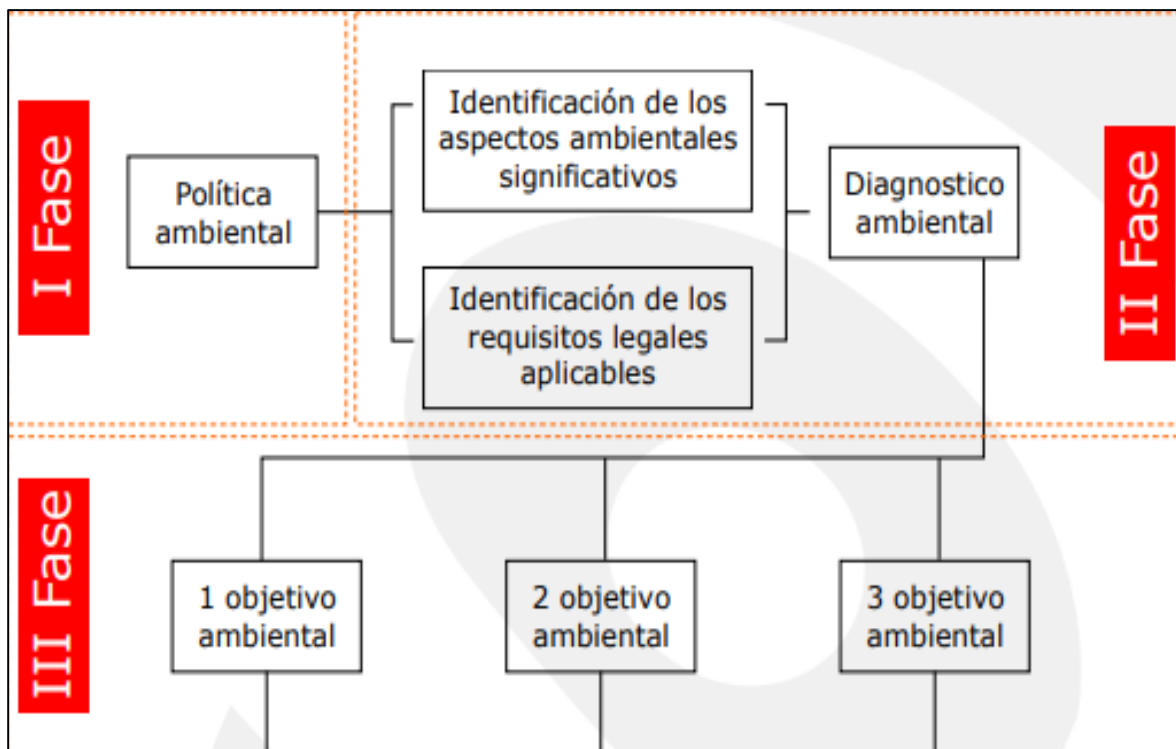 I Fase
Política
ambiental
Identificación de los
aspectos ambientales
significativos
Identificación de los
requisitos legales
aplicables
Diagnostico
ambiental
II Fase
III Fase
1 objetivo
ambiental
2 objetivo
ambiental
3 objetivo
ambiental